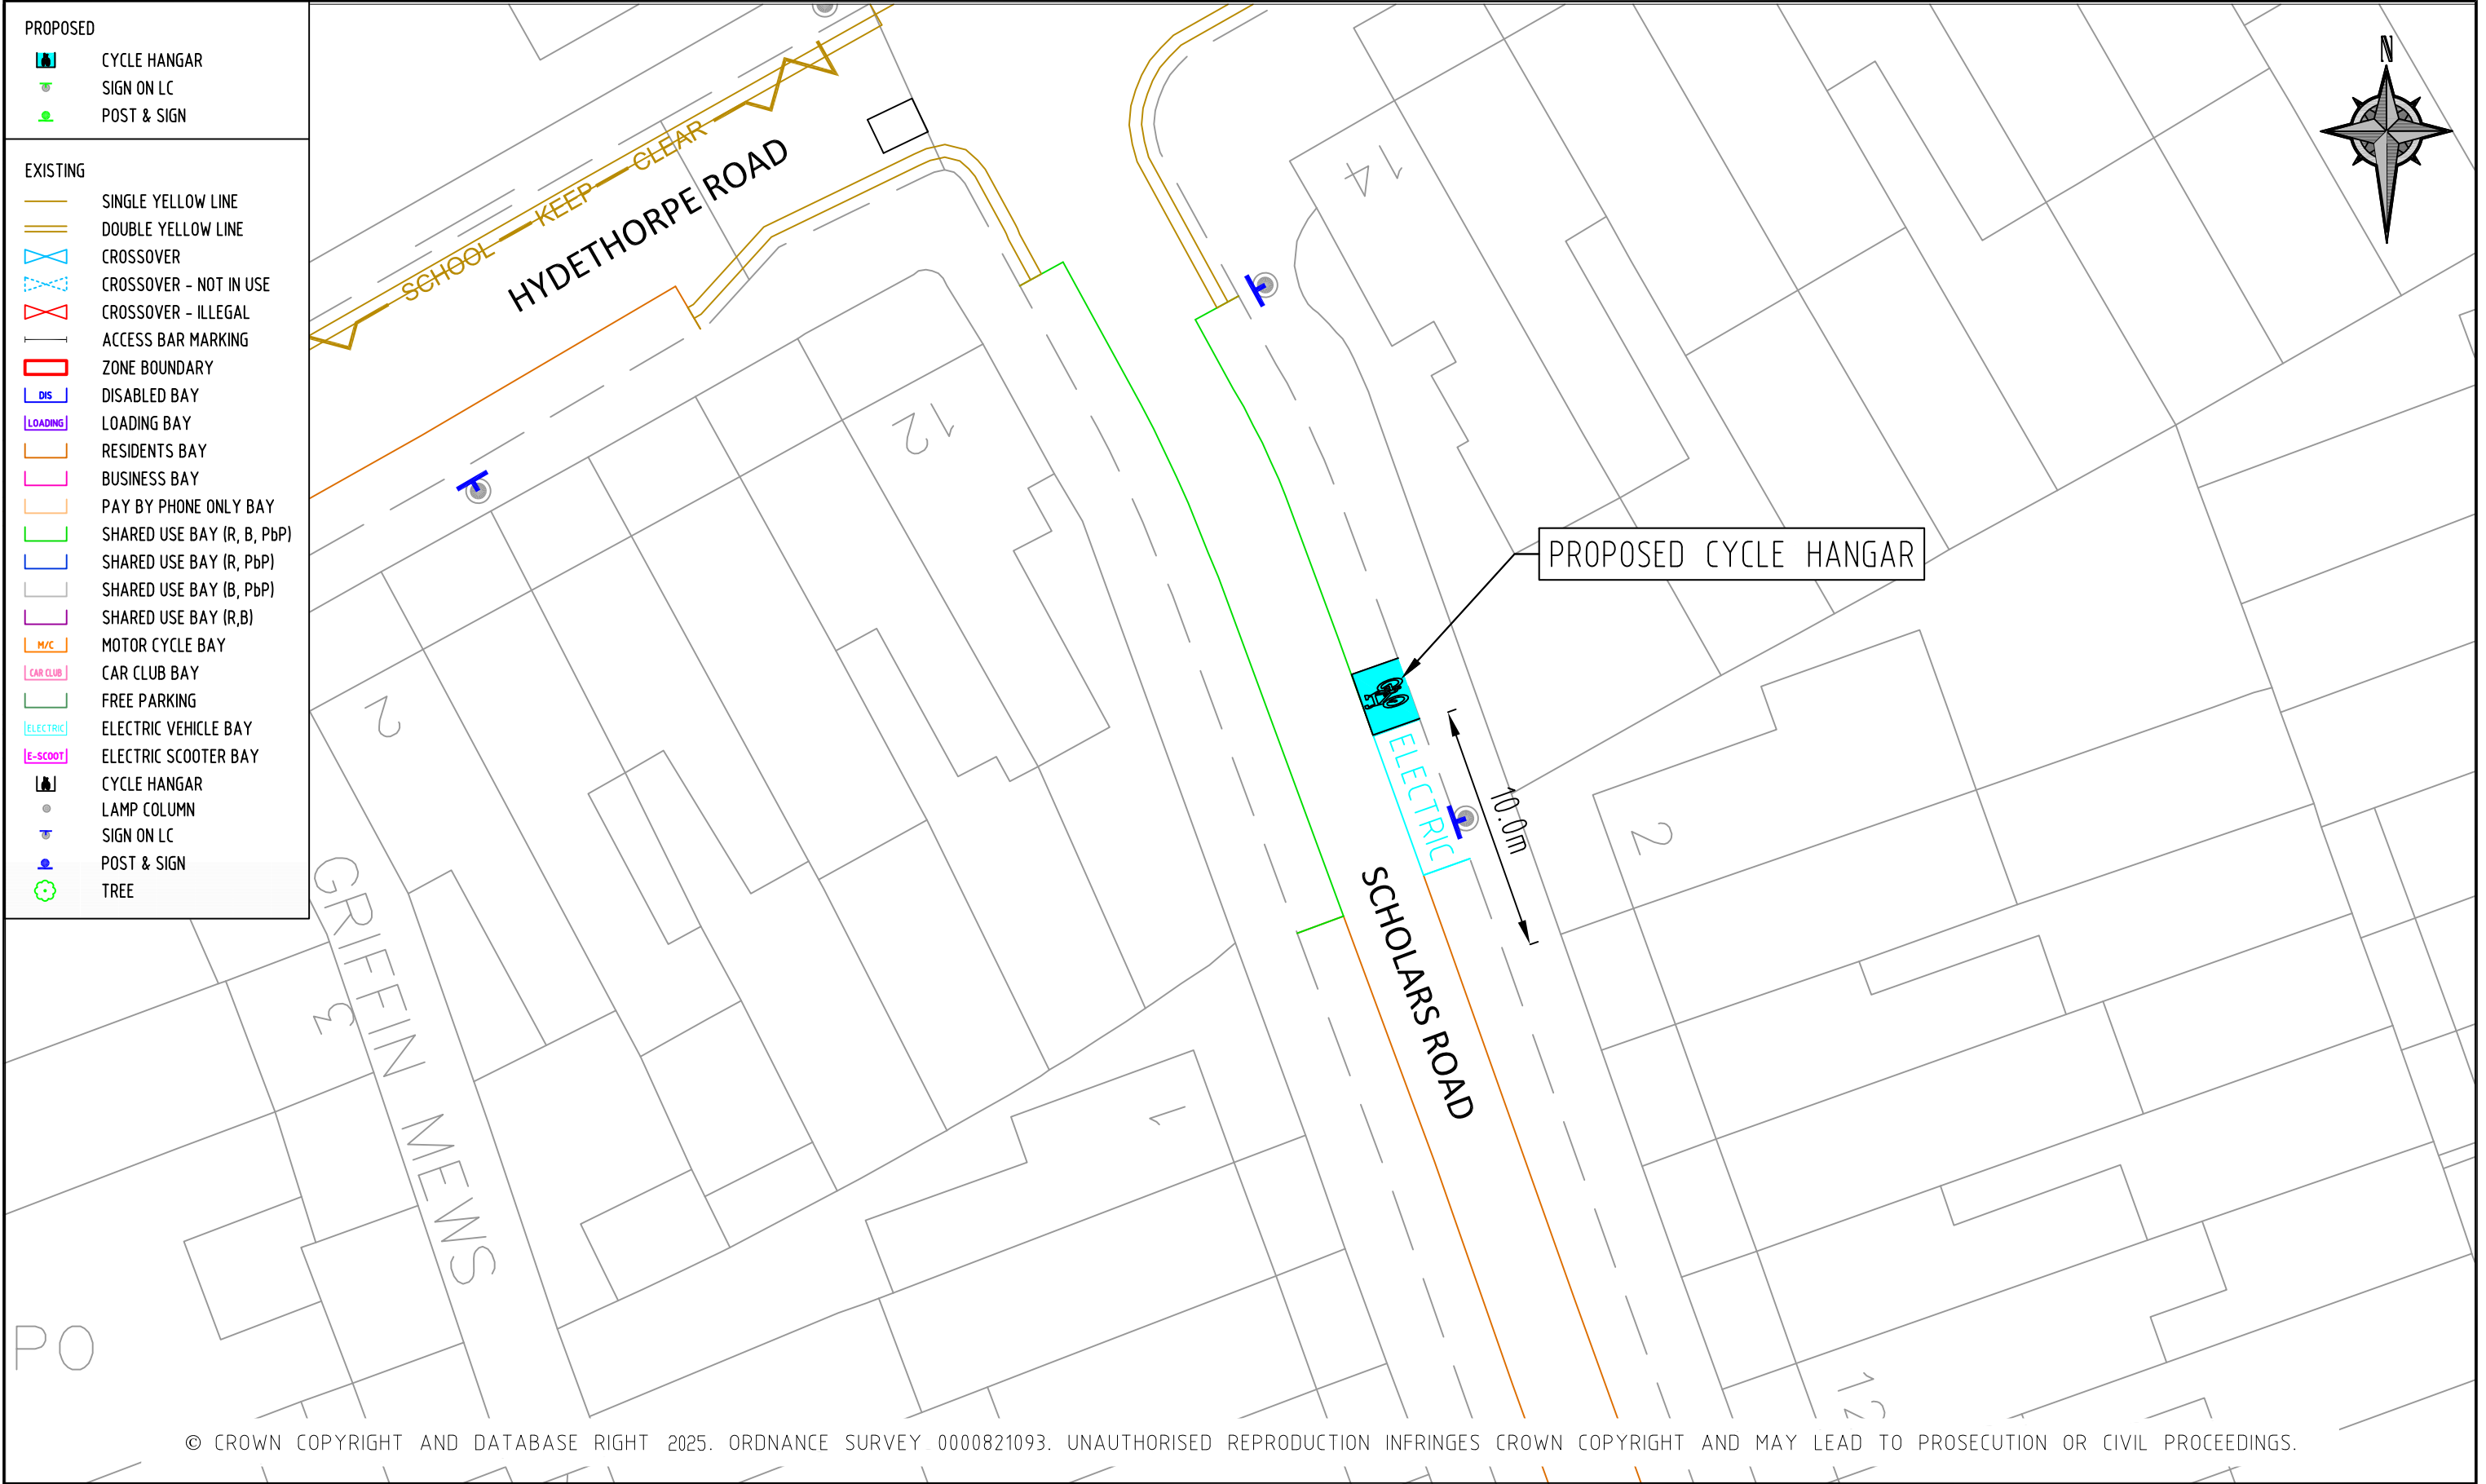 PROPOSED
CYCLE HANGAR
SIGN ON LC
POST & SIGN
EXISTING
SINGLE YELLOW LINE
DOUBLE YELLOW LINE
CROSSOVER
CROSSOVER - NOT IN USE
CROSSOVER - ILLEGAL
ACCESS BAR MARKING
ZONE BOUNDARY
DIS DISABLED BAY
LOADING LOADING BAY
RESIDENTS BAY
BUSINESS BAY
PAY BY PHONE ONLY BAY
SHARED USE BAY (R, B, PbP)
SHARED USE BAY (R, PbP)
SHARED USE BAY (B, PbP)
SHARED USE BAY (R,B)
M/C MOTOR CYCLE BAY
CAR CLUB CAR CLUB BAY
FREE PARKING
ELECTRIC ELECTRIC VEHICLE BAY
E-SCOOT ELECTRIC SCOOTER BAY
CYCLE HANGAR
LAMP COLUMN
SIGN ON LC
POST & SIGN
TREE
N
SCHOOL KEEP CLEAR
HYDETHORPE ROAD
14
12
PROPOSED CYCLE HANGAR
2
ELECTRIC
10.0m
2
SCHOLARS ROAD
GRIFFIN MEWS
3
1
PO
12
© CROWN COPYRIGHT AND DATABASE RIGHT 2025. ORDNANCE SURVEY 0000821093. UNAUTHORISED REPRODUCTION INFRINGES CROWN COPYRIGHT AND MAY LEAD TO PROSECUTION OR CIVIL PROCEEDINGS.